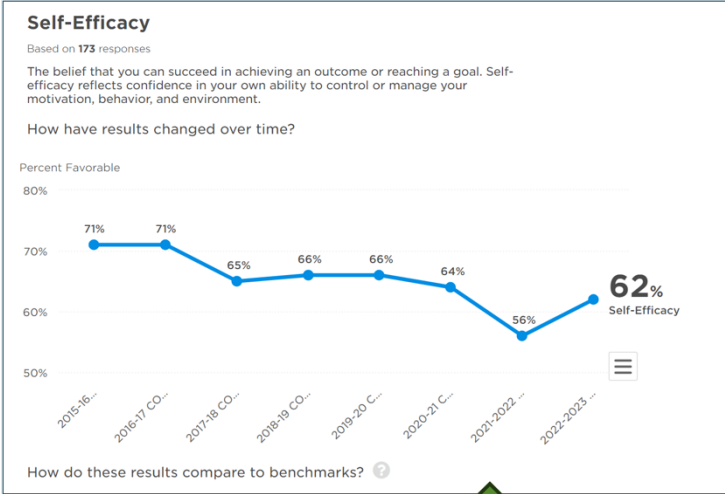 Self-Efficacy
Based on 173 responses
The belief that you can succeed in achieving an outcome or reaching a goal. Self-
efficacy reflects confidence in your own ability to control or manage your
motivation, behavior, and environment.
How have results changed over time?
Percent Favorable
80%
71%
71%
65%
66%
66%
64%
56%
70%
60%
50%
62%
Self-Efficacy
2015-16...
2016-17 CO...
2017-18 CO...
2018-19 CO...
2019-20 C...
2020-21 C...
2021-2022 ...
2022-2023 ...
How do these results compare to benchmarks? ?